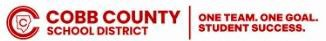 COBB COUNTY
SCHOOL DISTRICT
ONE TEAM. ONE GOAL.
STUDENT SUCCESS.